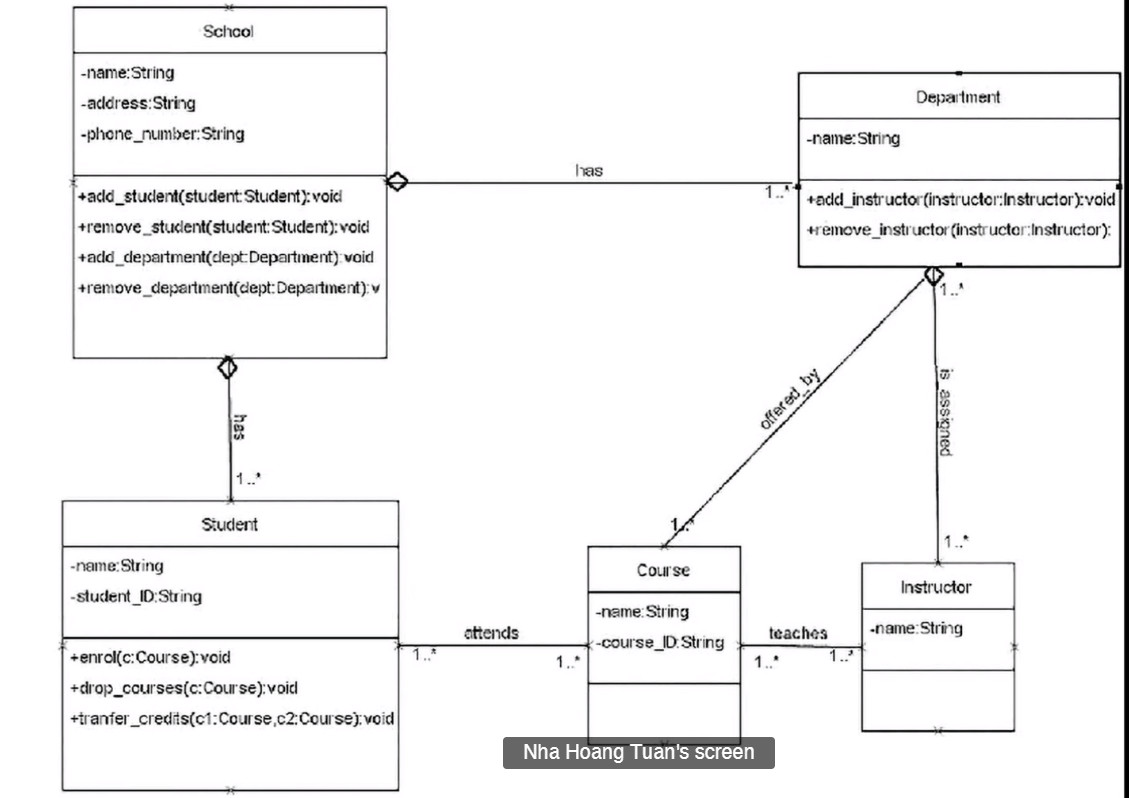 School
-name:String
-address:String
-phone_number:String
+add_student(student:Student):void
+remove_student(student:Student):void
+add_department(dept:Department):void
+remove_department(dept:Department):v
has
1..*
Department
-name:String
+add_instructor(instructor:Instructor):void
+remove_instructor(instructor:Instructor):
1..*
offered_by
is_assigned
has
1..*
1..*
1..*
Student
-name:String
-student_ID:String
+enrol(c:Course):void
+drop_courses(c:Course):void
+tranfer_credits(c1:Course,c2:Course):void
attends
1..*
1..*
Course
-name:String
-course_ID:String
teaches
1..*
1..*
Instructor
-name:String
Nha Hoang Tuan's screen